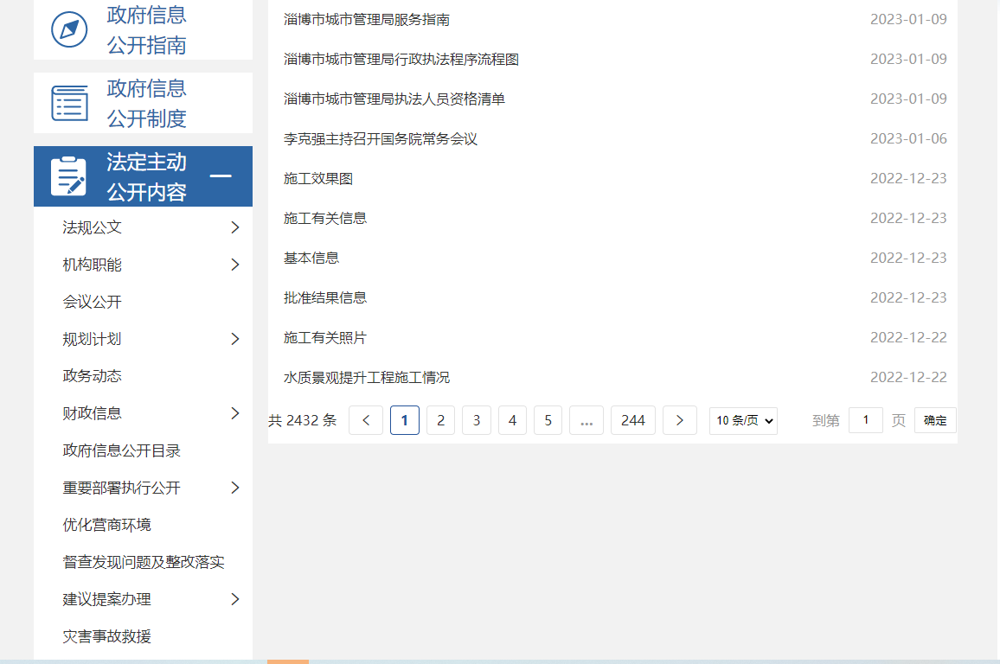 政府信息
公开指南
政府信息
公开制度
法定主动
公开内容
法规公文
机构职能
会议公开
规划计划
政务动态
财政信息
政府信息公开目录
重要部署执行公开
优化营商环境
督查发现问题及整改落实
建议提案办理
灾害事故救援
淄博市城市管理局服务指南 2023-01-09
淄博市城市管理局行政执法程序流程图 2023-01-09
淄博市城市管理局执法人员资格清单 2023-01-09
李克强主持召开国务院常务会议 2023-01-06
施工效果图 2022-12-23
施工有关信息 2022-12-23
基本信息 2022-12-23
批准结果信息 2022-12-23
施工有关照片 2022-12-22
水质景观提升工程施工情况 2022-12-22
共 2432 条 < 1 2 3 4 5 ... 244 > 10 条/页 到第 1 页 确定